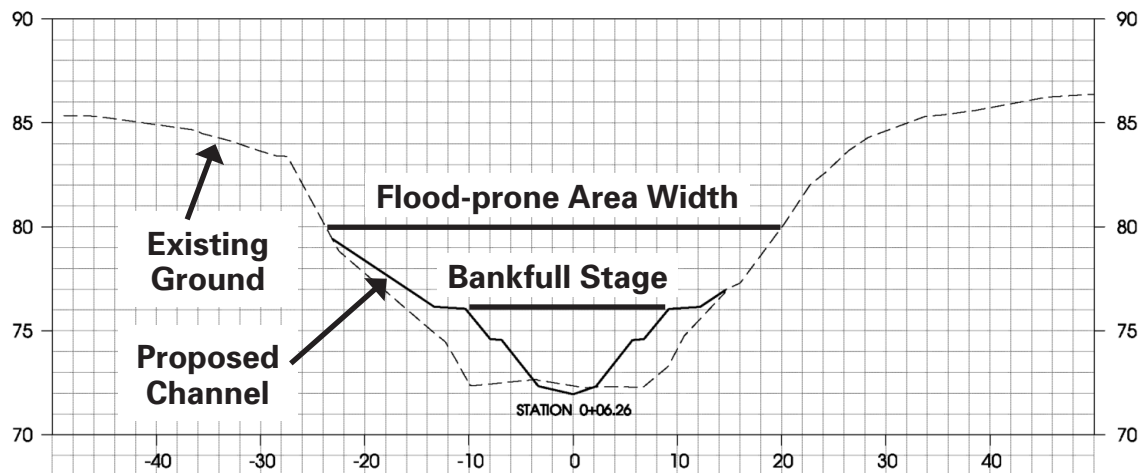 90
90
85
85
Flood-prone Area Width
80
80
Existing
Ground
Bankfull Stage
75
75
Proposed
Channel
STATION 0+06.26
70
70
-40
-30
-20
-10
0
10
20
30
40